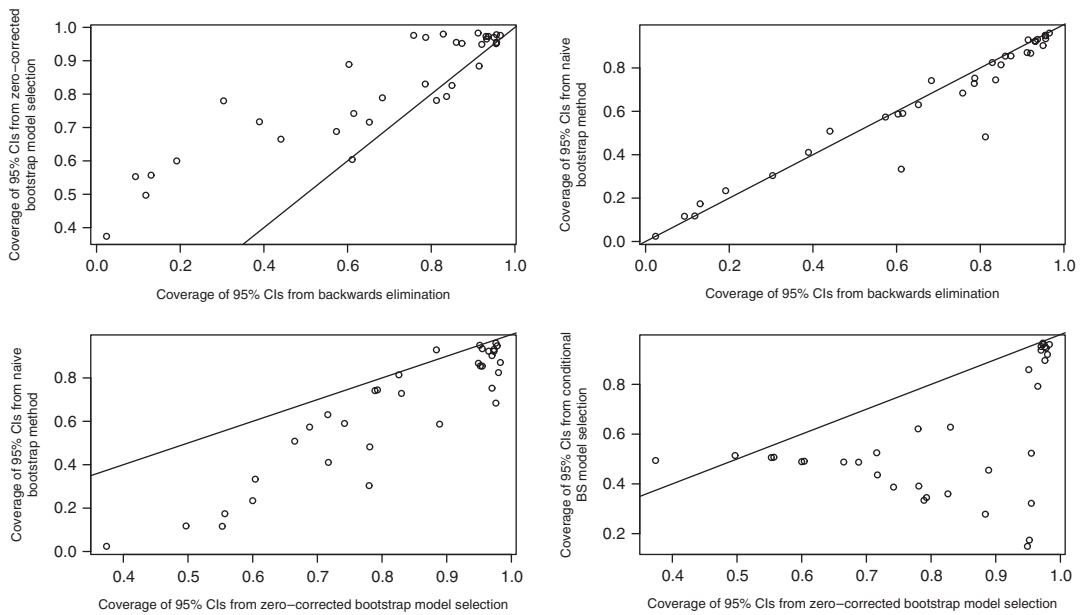 Coverage of 95% CIs from zero−corrected
bootstrap model selection
1.0
0.9
0.8
0.7
0.6
0.5
0.4
0.0 0.2 0.4 0.6 0.8 1.0
Coverage of 95% CIs from backwards elimination
Coverage of 95% CIs from naive
bootstrap method
0.8
0.6
0.4
0.2
0.0
0.0 0.2 0.4 0.6 0.8 1.0
Coverage of 95% CIs from backwards elimination
Coverage of 95% CIs from naive
bootstrap method
0.8
0.6
0.4
0.2
0.0
0.4 0.5 0.6 0.7 0.8 0.9 1.0
Coverage of 95% CIs from zero−corrected bootstrap model selection
Coverage of 95% CIs from conditional
BS model selection
0.8
0.6
0.4
0.2
0.4 0.5 0.6 0.7 0.8 0.9 1.0
Coverage of 95% CIs from zero−corrected bootstrap model selection